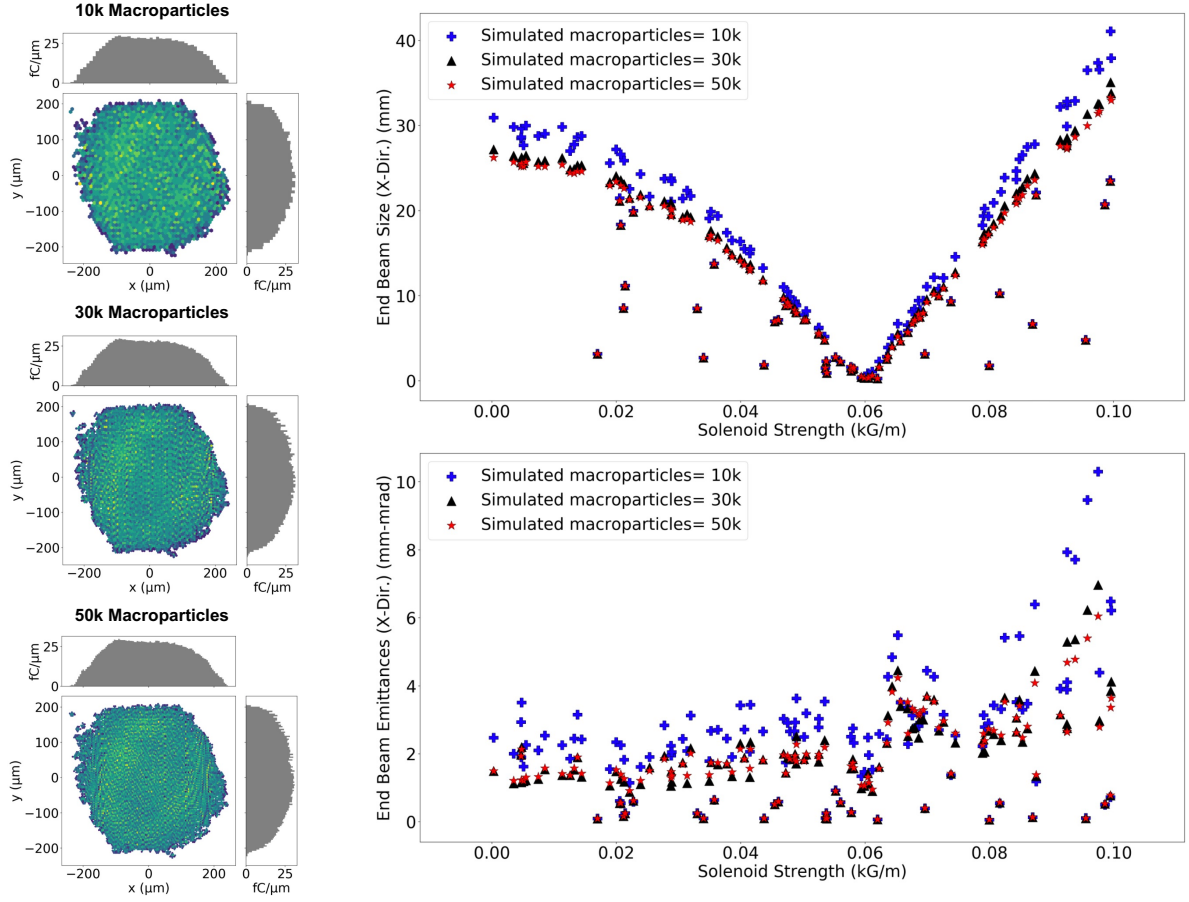 10k Macroparticles
25
0
fC/μm
200
100
0
−100
−200
y (μm)
−200
0
200
x (μm)
0
25
fC/μm
30k Macroparticles
25
0
fC/μm
200
100
0
−100
−200
y (μm)
−200
0
200
x (μm)
0
25
fC/μm
50k Macroparticles
25
0
fC/μm
200
100
0
−100
−200
y (μm)
−200
0
200
x (μm)
0
25
fC/μm
Simulated macroparticles= 10k
Simulated macroparticles= 30k
Simulated macroparticles= 50k
End Beam Size (X-Dir.) (mm)
40
30
20
10
0
0.00
0.02
0.04
0.06
0.08
0.10
Solenoid Strength (kG/m)
Simulated macroparticles= 10k
Simulated macroparticles= 30k
Simulated macroparticles= 50k
End Beam Emittances (X-Dir.) (mm-mrad)
10
8
6
4
2
0
0.00
0.02
0.04
0.06
0.08
0.10
Solenoid Strength (kG/m)